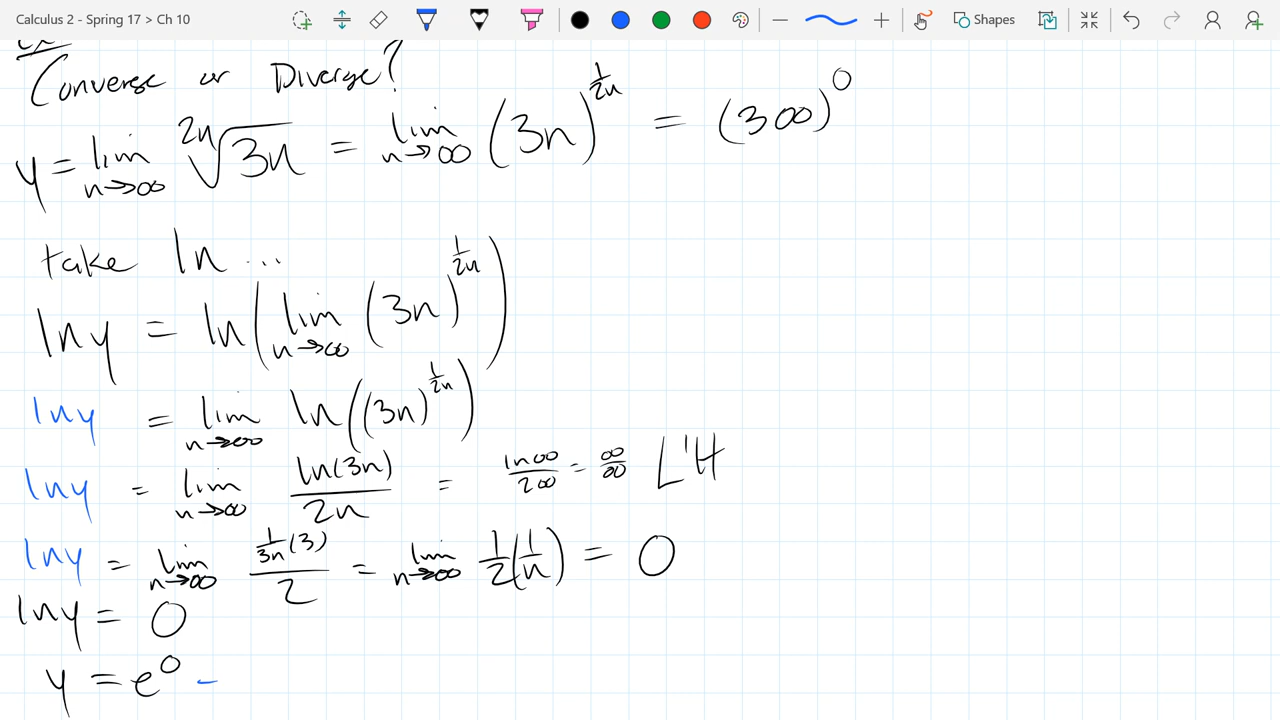 Calculus 2 - Spring 17 > Ch 10
Shapes
Ex
Converge or Diverge?
y = lim n→∞ ²ⁿ√3n = lim n→∞ (3n)^(1/2n) = (3∞)^0
take ln ...
ln y = ln( lim n→∞ (3n)^(1/2n) )
ln y = lim n→∞ ln( (3n)^(1/2n) )
ln y = lim n→∞ ln(3n)/2n = ln∞/2∞ = ∞/∞ L'H
ln y = lim n→∞ (1/3n (3))/2 = lim n→∞ 1/2 (1/n) = 0
ln y = 0
y = e^0 -